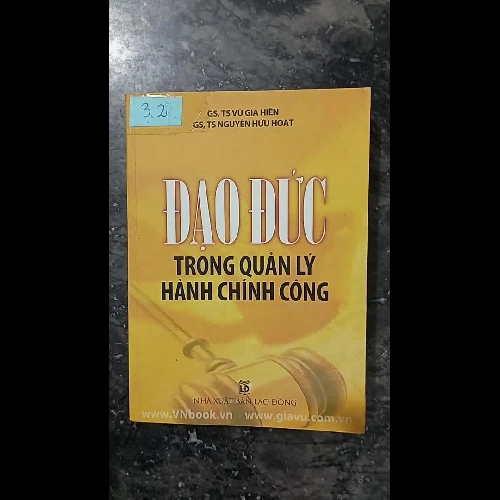 3.2
GS, TS VŨ GIA HIỀN
GS, TS NGUYỄN HỮU HOẠT
ĐẠO ĐỨC
TRONG QUẢN LÝ
HÀNH CHÍNH CÔNG
NHÀ XUẤT BẢN LAO ĐỘNG
www.VNbook.vn www.giavu.com.vn